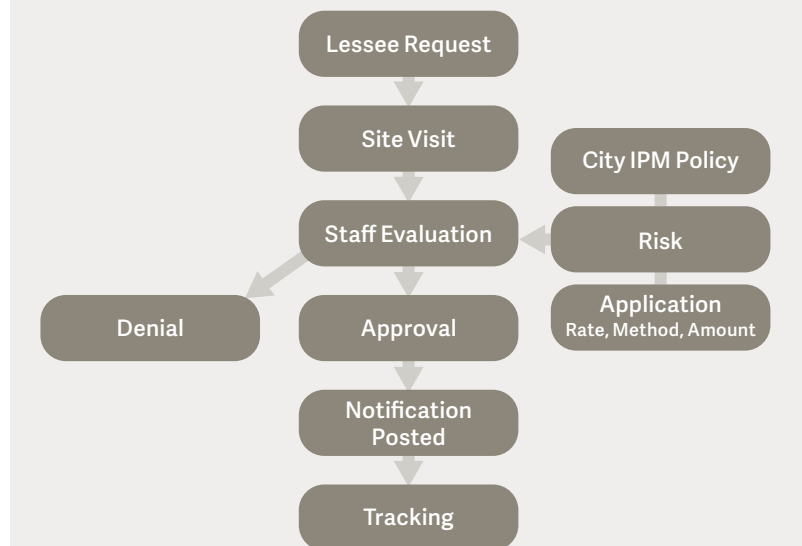 Lessee Request
Site Visit
City IPM Policy
Staff Evaluation
Risk
Application
Rate, Method, Amount
Denial
Approval
Notification
Posted
Tracking